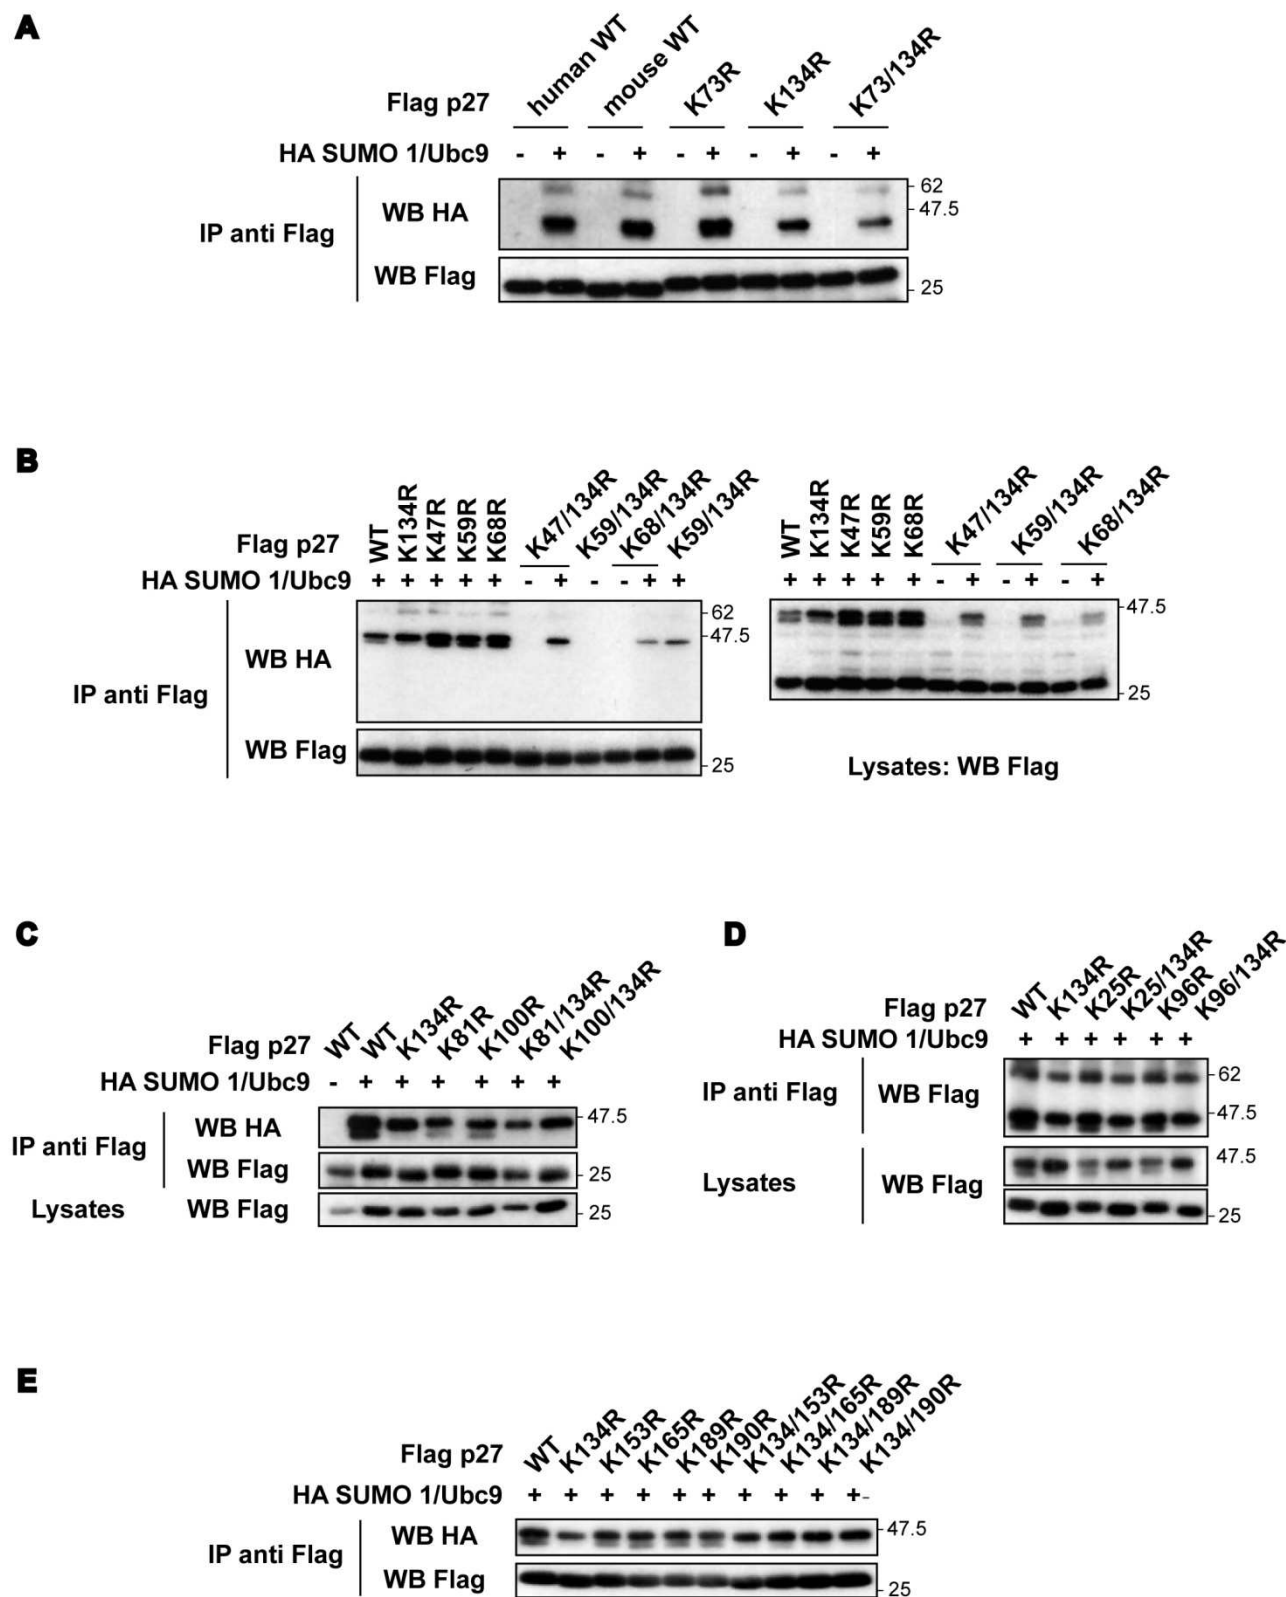 A
human WT mouse WT K73R K134R K73/134R
Flag p27
HA SUMO 1/Ubc9 - + - + - + - + - +
62
47.5
WB HA
IP anti Flag
WB Flag
25
B
WT K134R K47R K59R K68R K47/134R K59/134R K68/134R K59/134R
Flag p27
HA SUMO 1/Ubc9 + + + + + - + - - + +
62
47.5
WB HA
IP anti Flag
WB Flag
25
WT K134R K47R K59R K68R K47/134R K59/134R K68/134R
+ + + + + - + - + - +
47.5
25
Lysates: WB Flag
C
WT WT K134R K81R K100R K81/134R K100/134R
Flag p27
HA SUMO 1/Ubc9 - + + + + + +
47.5
WB HA
IP anti Flag
WB Flag
25
Lysates WB Flag
25
D
WT K134R K25R K25/134R K96R K96/134R
Flag p27
HA SUMO 1/Ubc9 + + + + + +
IP anti Flag WB Flag
62
47.5
47.5
Lysates WB Flag
25
E
WT K134R K153R K165R K189R K190R K134/153R K134/165R K134/189R K134/190R
Flag p27
HA SUMO 1/Ubc9 + + + + + + + + + +-
WB HA
47.5
IP anti Flag
WB Flag
25